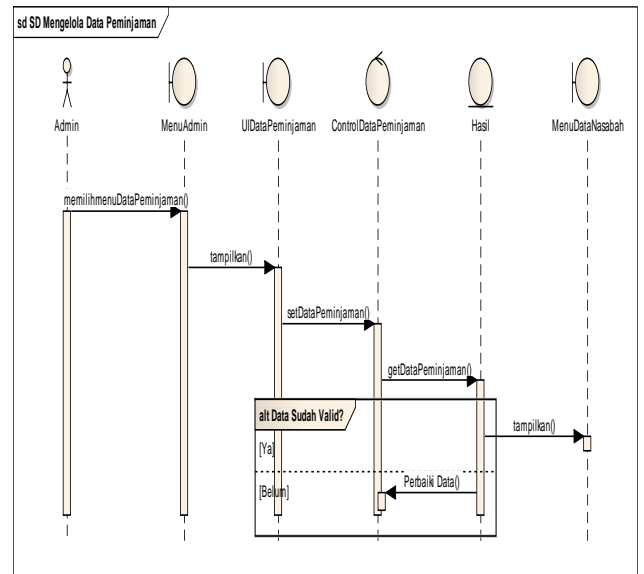 sd SD Mengelola Data Peminjaman
Admin
MenuAdmin
UIDataPeminjaman
ControlDataPeminjaman
Hasil
MenuDataNasabah
memilihmenuDataPeminjaman()
tampilkan()
setDataPeminjaman()
getDataPeminjaman()
alt Data Sudah Valid?
tampilkan()
[Ya]
Perbaiki Data()
[Belum]